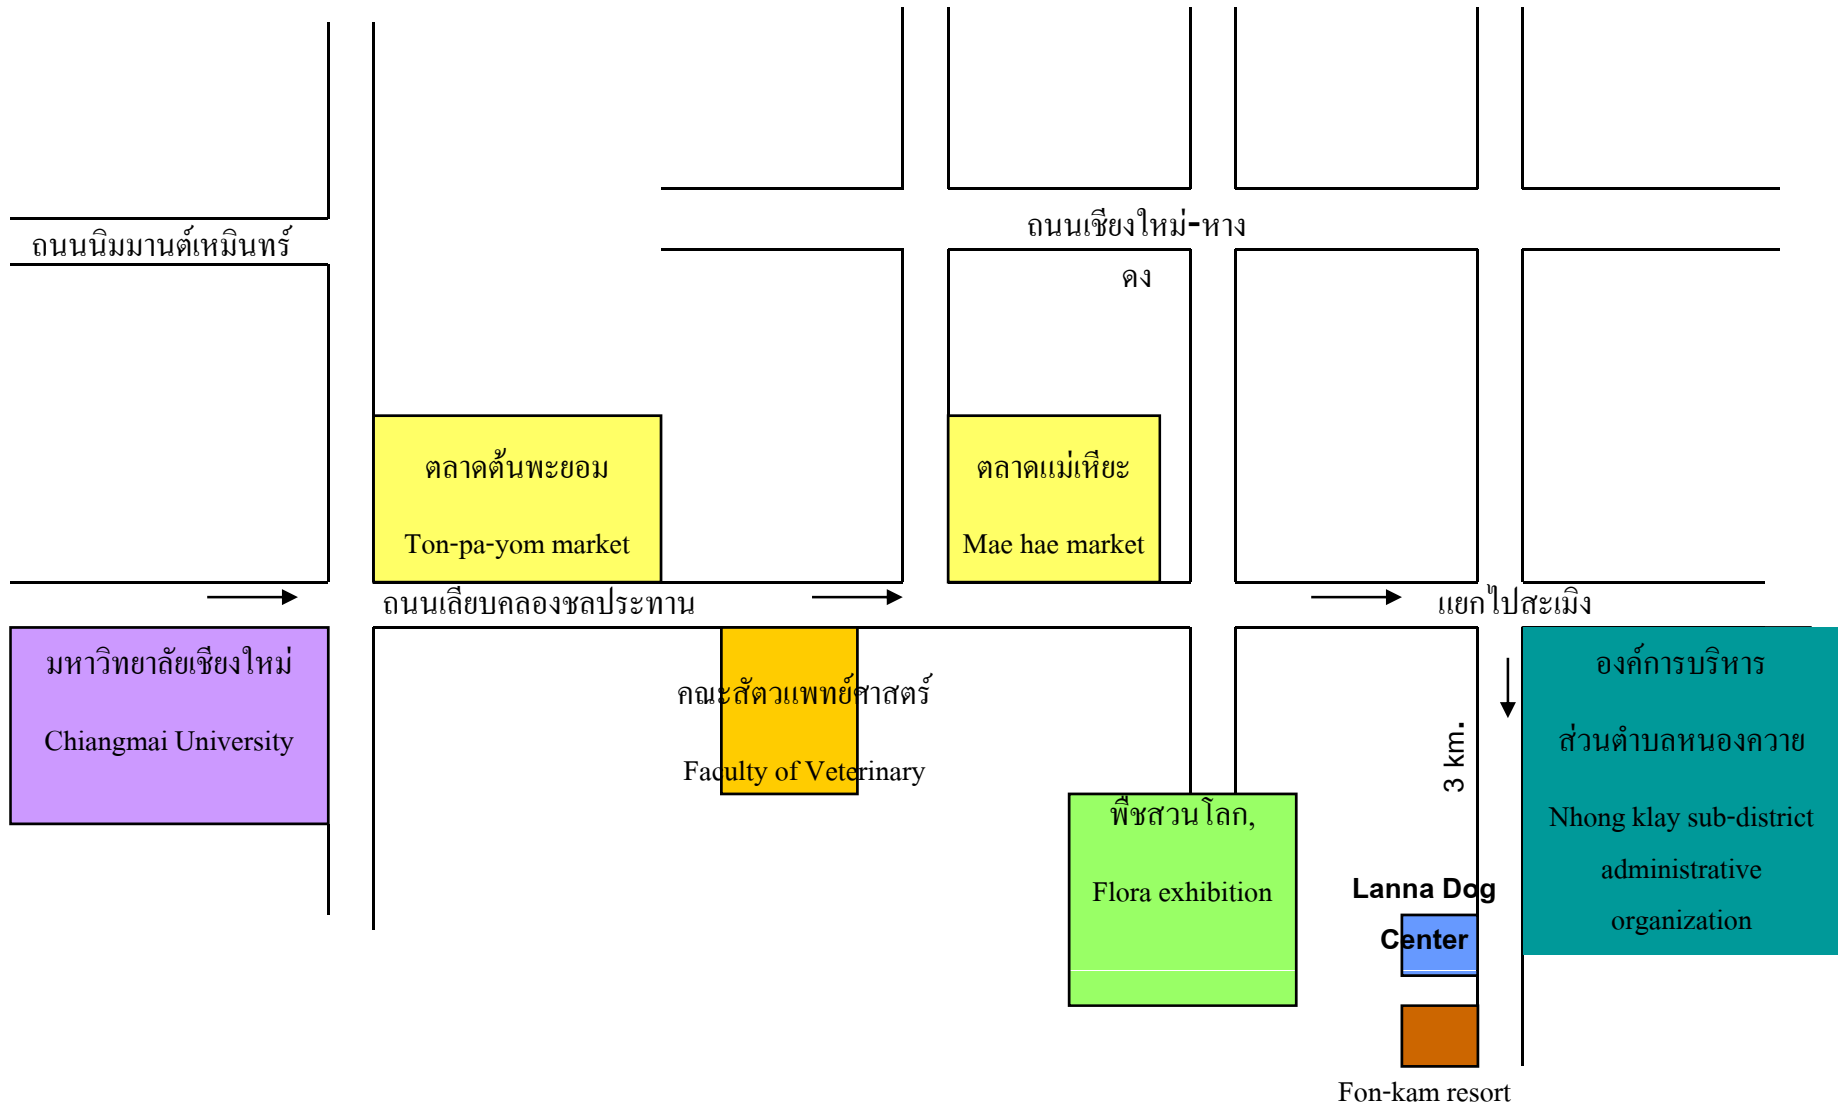 ถนนนิมมานต์เหมินทร์
ถนนเชียงใหม่-หาง
ดง
ตลาดต้นพะยอม
Ton-pa-yom market
ตลาดแม่เหียะ
Mae hae market
ถนนเลียบคลองชลประทาน
แยกไปสะเมิง
มหาวิทยาลัยเชียงใหม่
Chiangmai University
คณะสัตวแพทย์ศาสตร์
Faculty of Veterinary
พืชสวนโลก,
Flora exhibition
3 km.
Lanna Dog
Center
Fon-kam resort
องค์การบริหาร
ส่วนตำบลหนองควาย
Nhong klay sub-district
administrative
organization